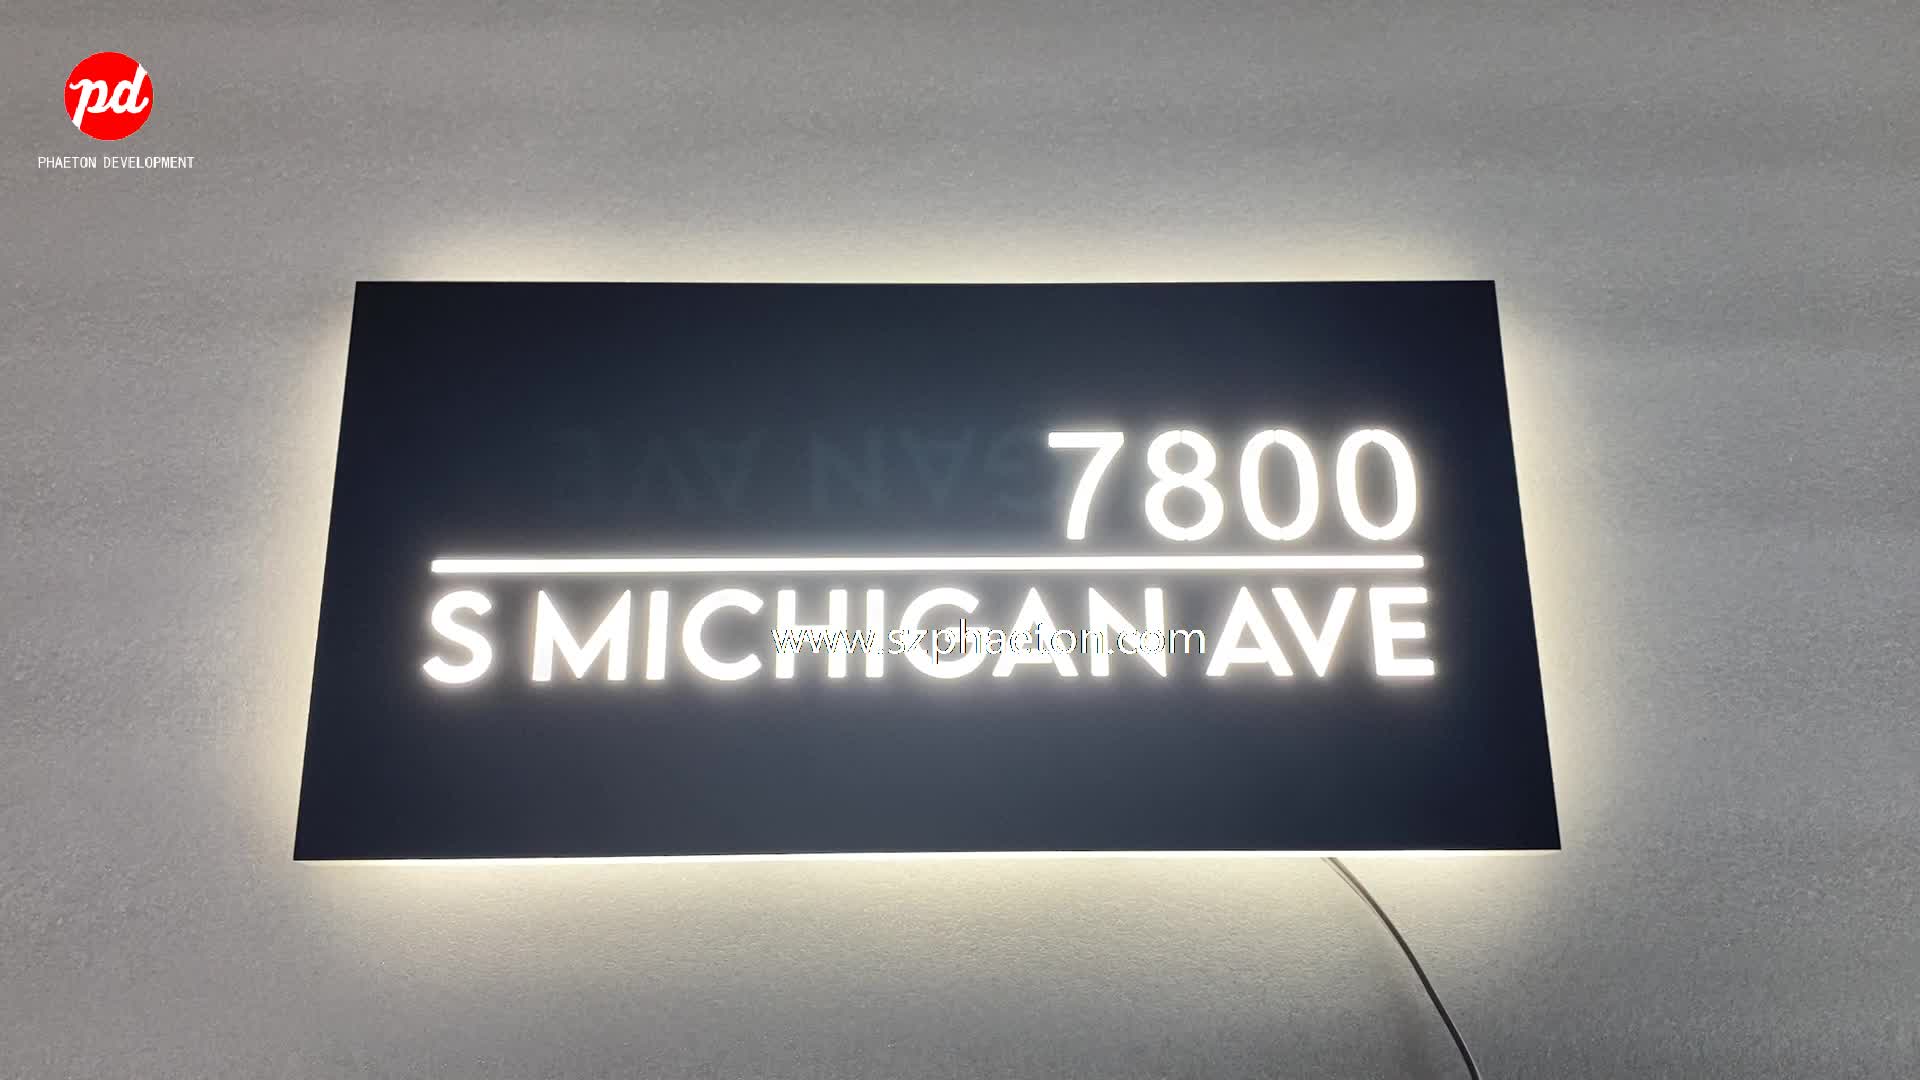 pd
PHAETON DEVELOPMENT
7800
S MICHIGAN AVE
www.szphaeton.com